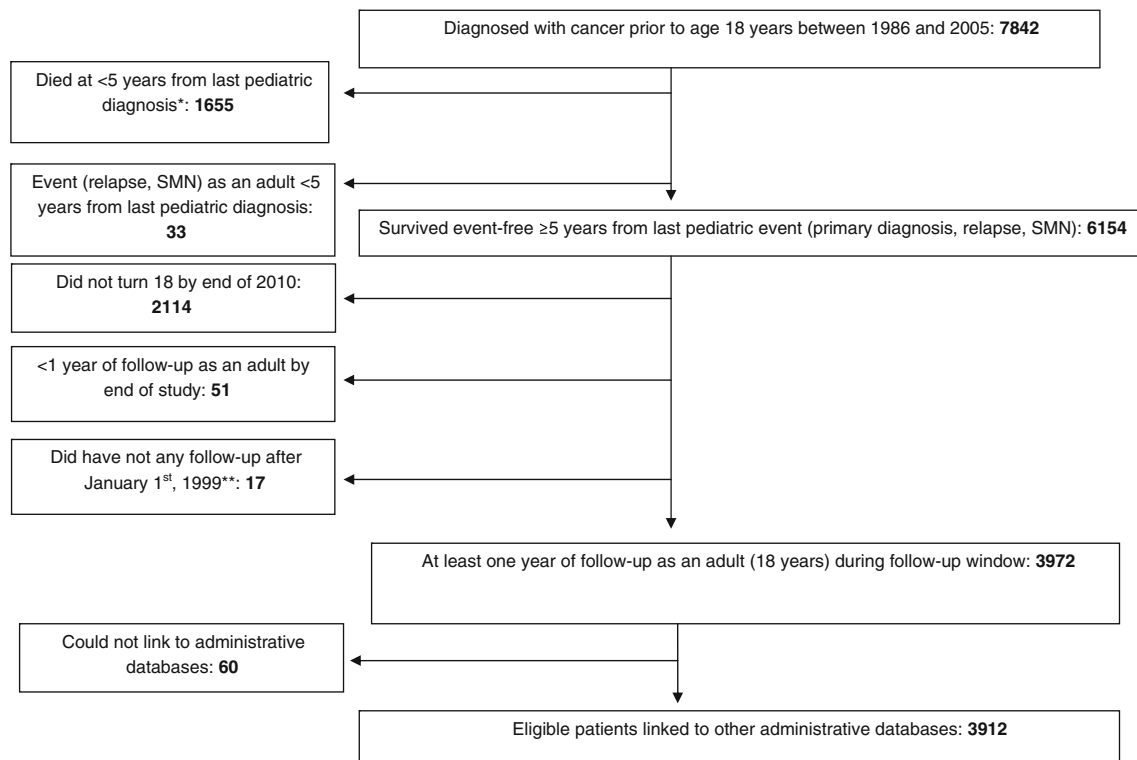 Diagnosed with cancer prior to age 18 years between 1986 and 2005: 7842
Died at <5 years from last pediatric
diagnosis*: 1655
Event (relapse, SMN) as an adult <5
years from last pediatric diagnosis:
33
Survived event-free ≥5 years from last pediatric event (primary diagnosis, relapse, SMN): 6154
Did not turn 18 by end of 2010:
2114
<1 year of follow-up as an adult by
end of study: 51
Did have not any follow-up after
January 1st, 1999**: 17
At least one year of follow-up as an adult (18 years) during follow-up window: 3972
Could not link to administrative
databases: 60
Eligible patients linked to other administrative databases: 3912